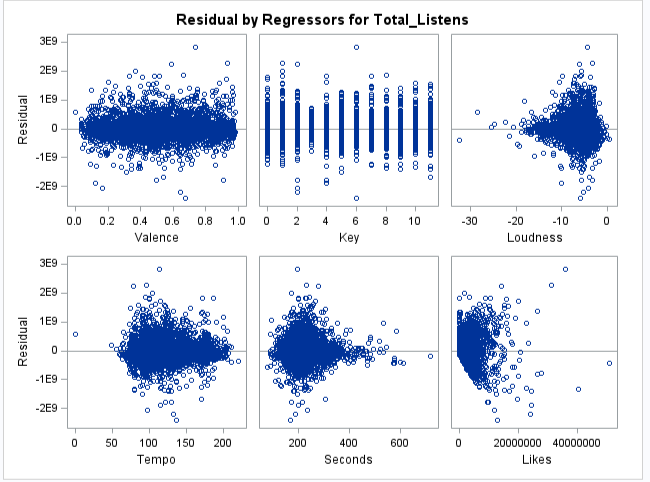 Residual by Regressors for Total_Listens
3E9
2E9
1E9
0
-1E9
-2E9
Residual
0.0 0.2 0.4 0.6 0.8 1.0
Valence
0 2 4 6 8 10
Key
-30 -20 -10 0
Loudness
3E9
2E9
1E9
0
-1E9
-2E9
Residual
0 50 100 150 200
Tempo
200 400 600
Seconds
0 20000000 40000000
Likes